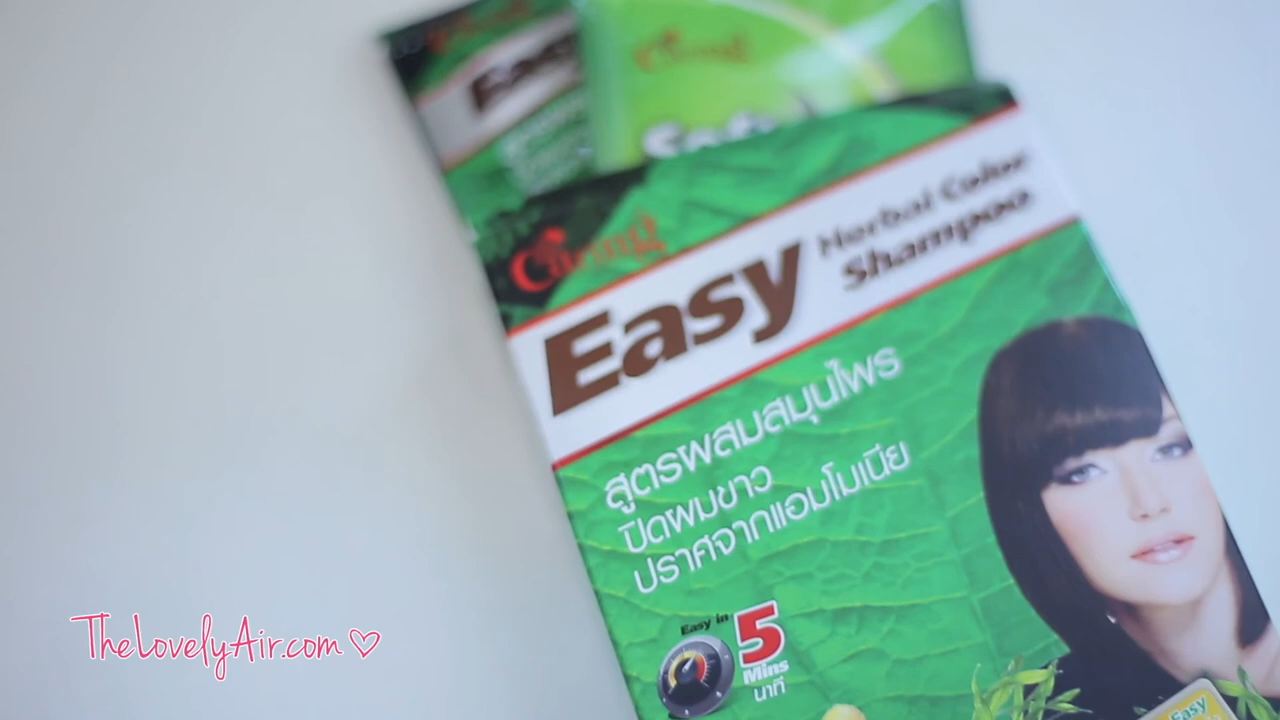 Easy
Caring
Easy Herbal Color
Shampoo
สูตรผสมสมุนไพร
ปิดผมขาว
ปราศจากแอมโมเนีย
Easy in 5
Mins
นาที
Easy
TheLovelyAir.com